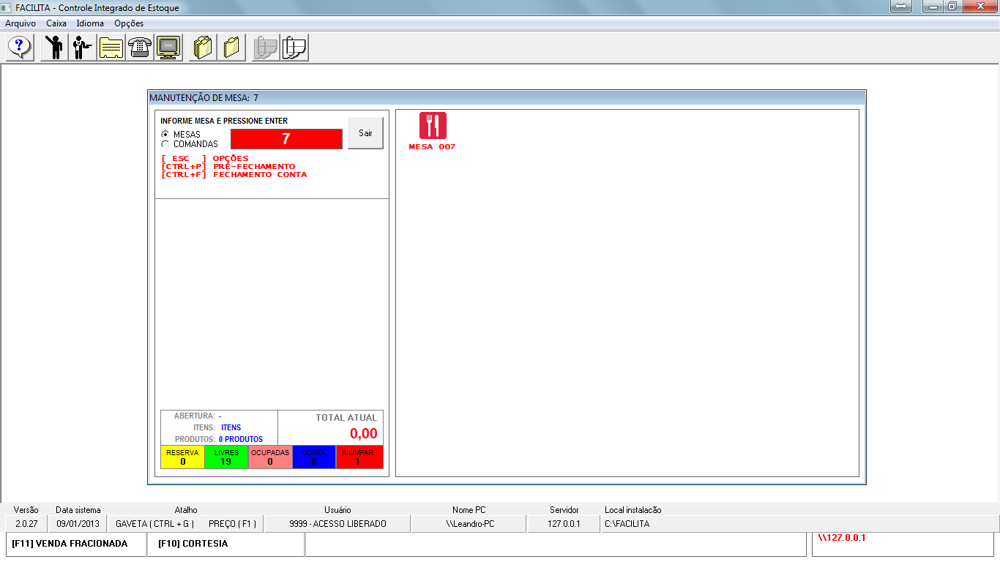 FACILITA - Controle Integrado de Estoque
Arquivo Caixa Idioma Opções
MANUTENÇÃO DE MESA: 7
INFORME MESA E PRESSIONE ENTER
MESAS
COMANDAS
7
Sair
[ ESC ] OPÇÕES
[CTRL+P] PRÉ-FECHAMENTO
[CTRL+F] FECHAMENTO CONTA
MESA 007
ABERTURA: -
ITENS: ITENS
PRODUTOS: 0 PRODUTOS
TOTAL ATUAL
0,00
RESERVA LIVRES OCUPADAS CONTA A LIMPAR
0 19 0 0 1
Versão Data sistema Atalho Usuário Nome PC Servidor Local instalacão
2.0.27 09/01/2013 GAVETA ( CTRL + G ) PREÇO ( F1 ) 9999 - ACESSO LIBERADO \\Leandro-PC 127.0.0.1 C:\FACILITA
[F11] VENDA FRACIONADA [F10] CORTESIA \\127.0.0.1